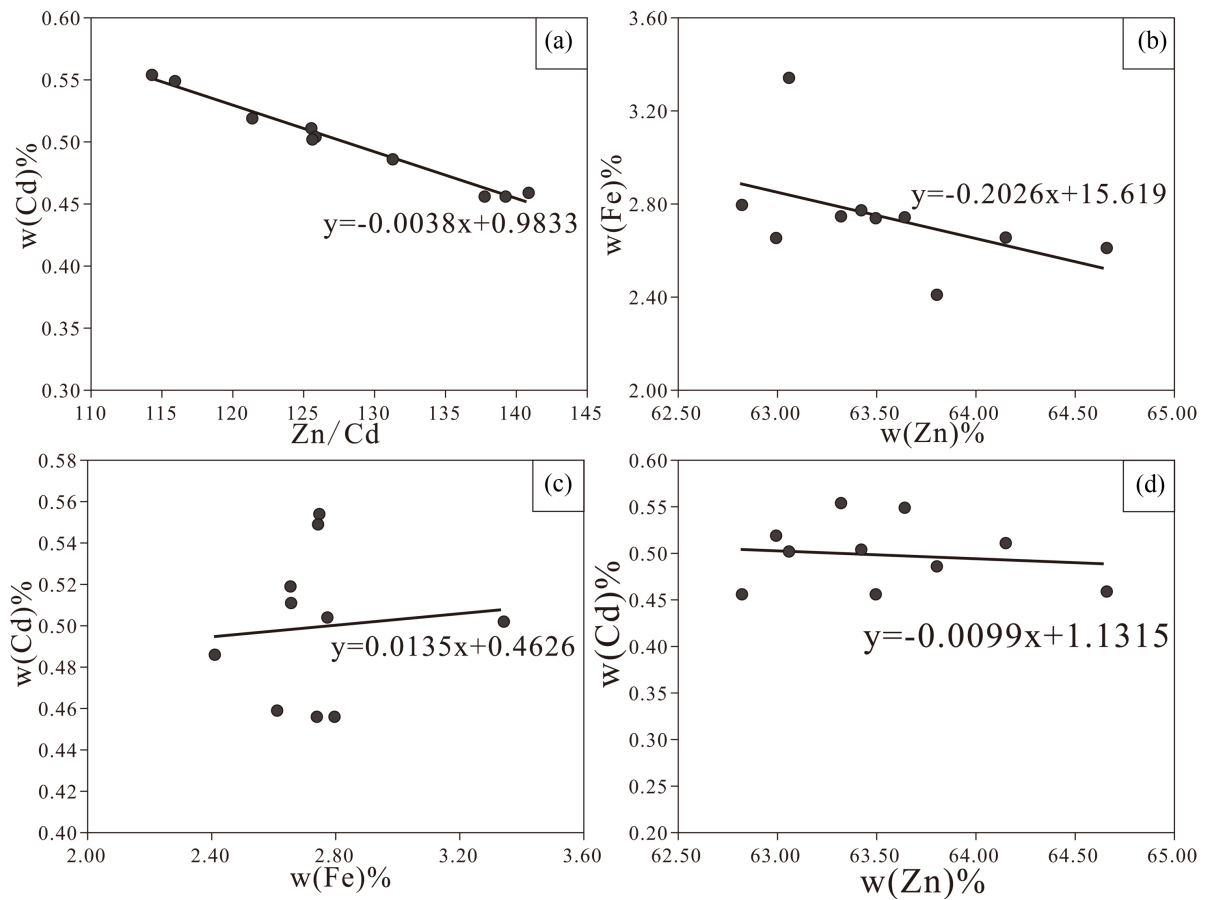 (a)
w(Cd)%
0.60
0.55
0.50
0.45
0.40
0.35
0.30
y=-0.0038x+0.9833
110 115 120 125 130 135 140 145
Zn/Cd
(b)
w(Fe)%
3.60
3.20
2.80
2.40
2.00
y=-0.2026x+15.619
62.50 63.00 63.50 64.00 64.50 65.00
w(Zn)%
(c)
w(Cd)%
0.58
0.56
0.54
0.52
0.50
0.48
0.46
0.44
0.42
0.40
y=0.0135x+0.4626
2.00 2.40 2.80 3.20 3.60
w(Fe)%
(d)
w(Cd)%
0.60
0.55
0.50
0.45
0.40
0.35
0.30
0.25
0.20
y=-0.0099x+1.1315
62.50 63.00 63.50 64.00 64.50 65.00
w(Zn)%